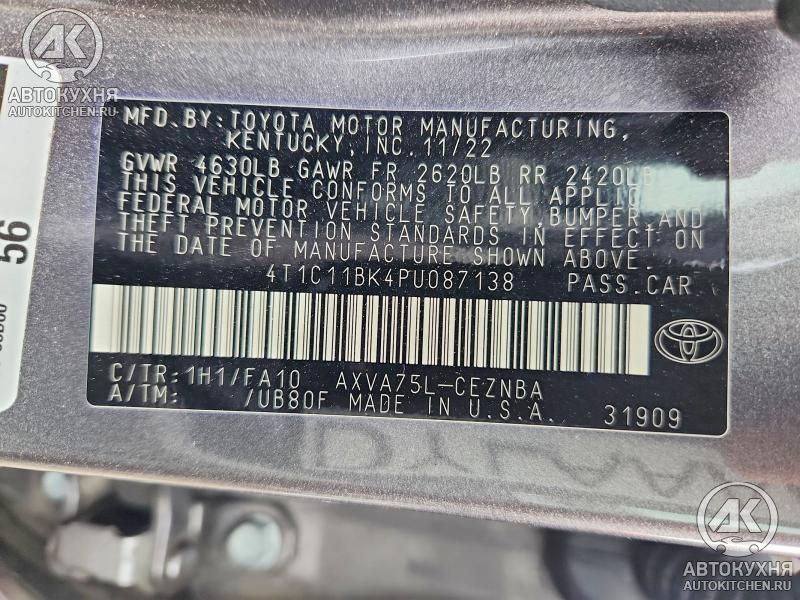 AK
АВТОКУХНЯ
AUTOKITCHEN.RU
56
MFD. BY: TOYOTA MOTOR MANUFACTURING,
KENTUCKY, INC. 11/22
GVWR 4630LB GAWR FR 2620LB RR 2420LB
THIS VEHICLE CONFORMS TO ALL APPLIC
FEDERAL MOTOR VEHICLE SAFETY, BUMPER, AND
THEFT PREVENTION STANDARDS IN EFFECT ON
THE DATE OF MANUFACTURE SHOWN ABOVE.
4T1C11BK4PU087138 PASS. CAR
C/TR: 1H1/FA10 AXVA75L-CEZNBA
A/TM: /UB80F MADE IN U.S.A. 31909
AK
АВТОКУХНЯ
AUTOKITCHEN.RU